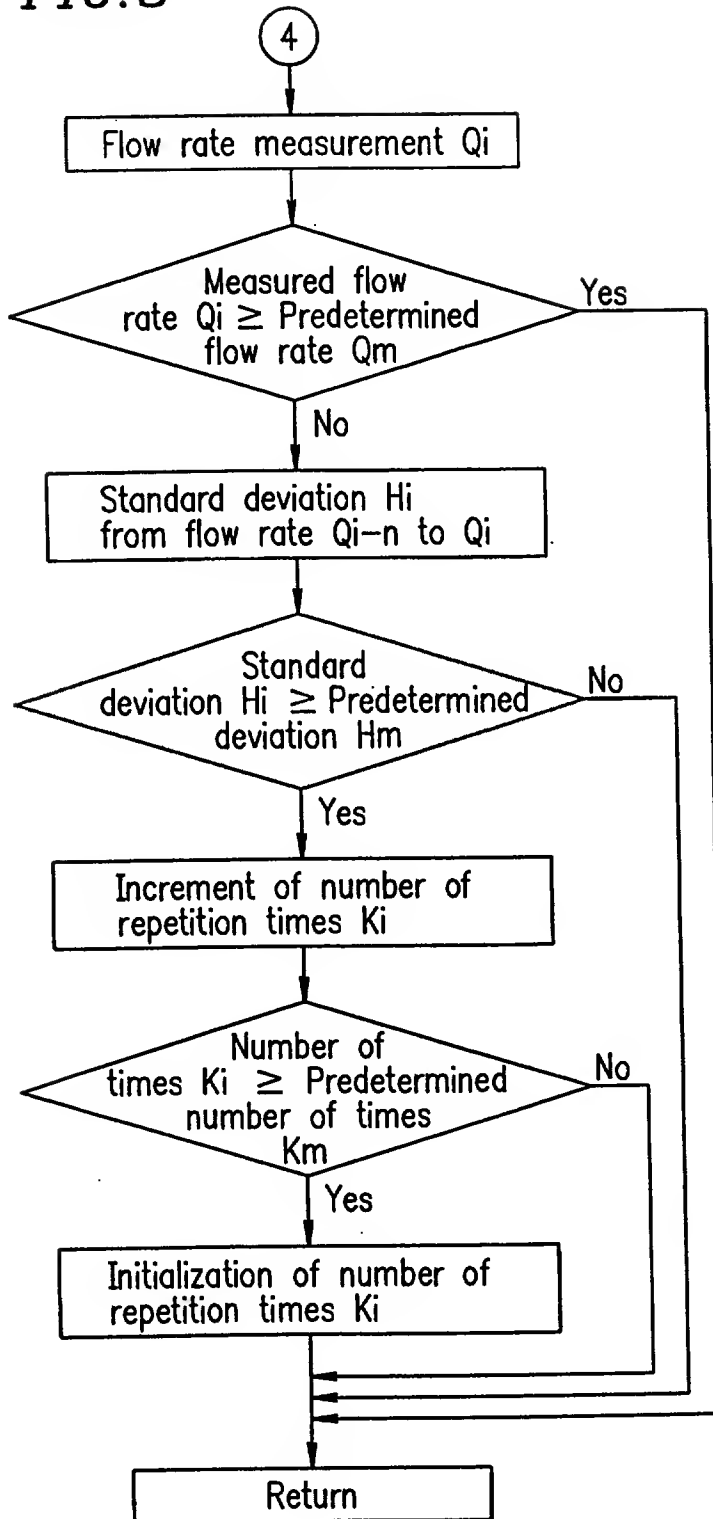 4
Flow rate measurement Qi
Measured flow
rate Qi ≥ Predetermined
flow rate Qm
Yes
No
Standard deviation Hi
from flow rate Qi-n to Qi
Standard
deviation Hi ≥ Predetermined
deviation Hm
No
Yes
Increment of number of
repetition times Ki
Number of
times Ki ≥ Predetermined
number of times
Km
No
Yes
Initialization of number of
repetition times Ki
Return